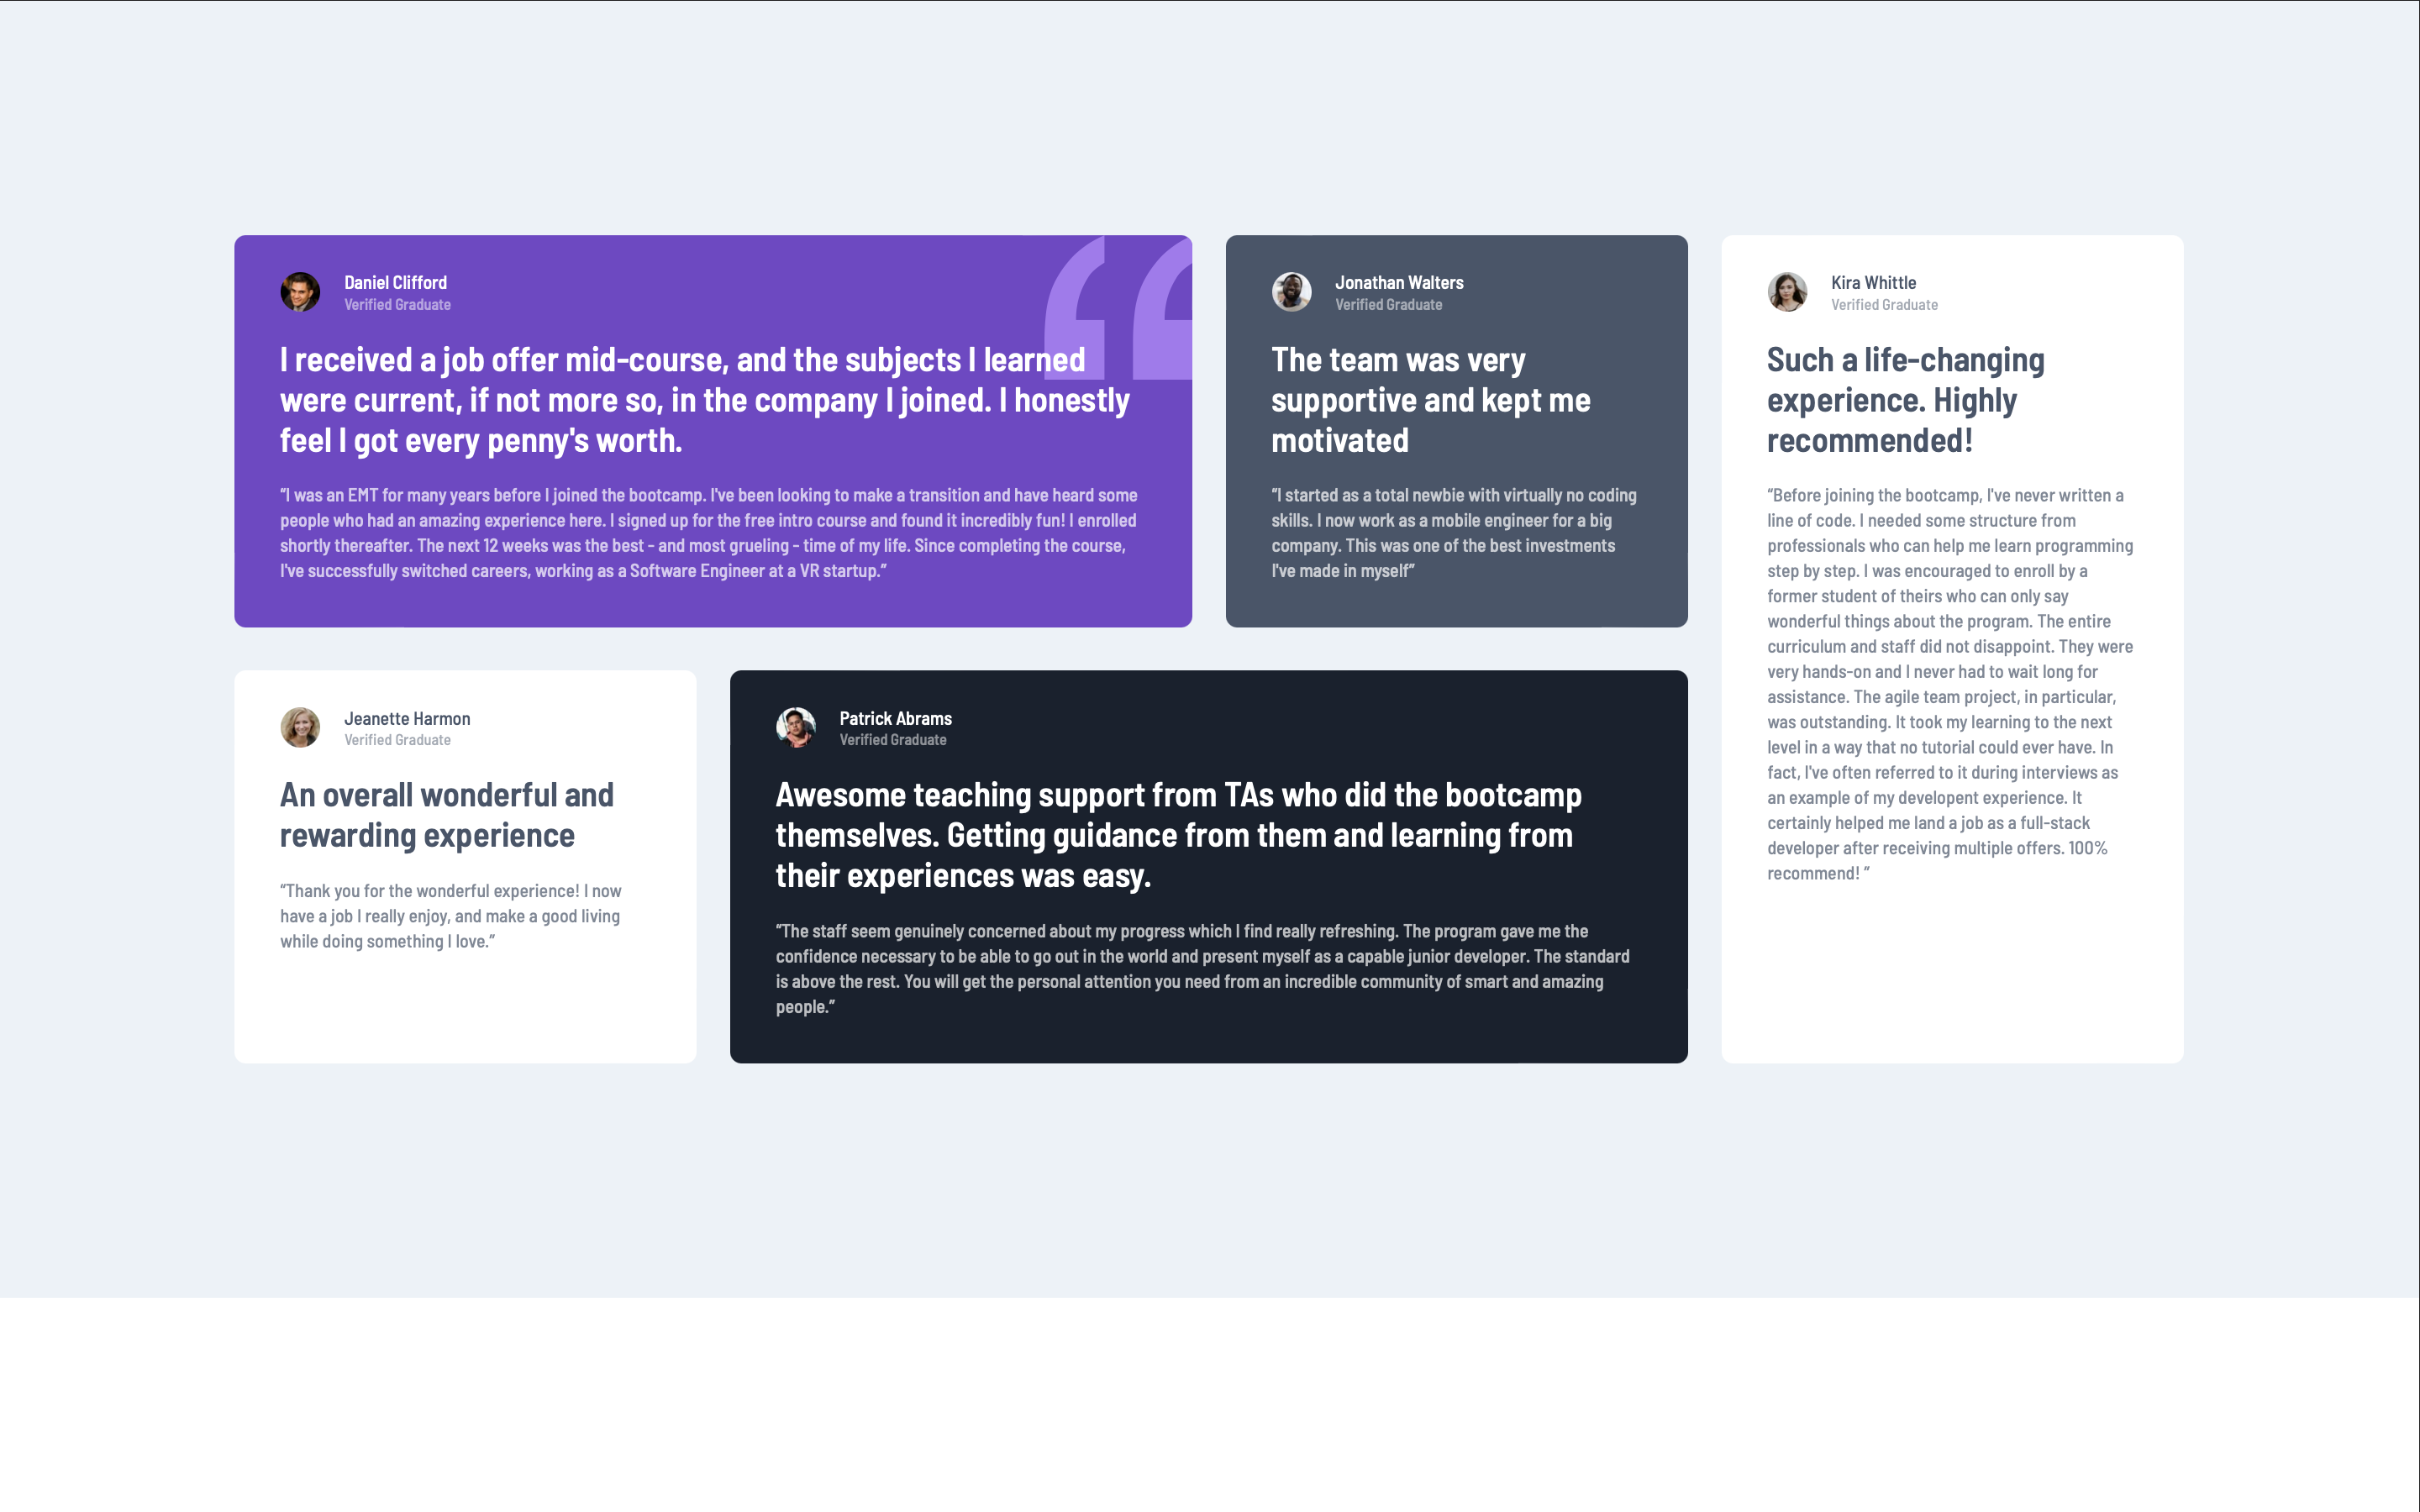 Daniel Clifford
Verified Graduate
I received a job offer mid-course, and the subjects I learned
were current, if not more so, in the company I joined. I honestly
feel I got every penny's worth.
“I was an EMT for many years before I joined the bootcamp. I've been looking to make a transition and have heard some
people who had an amazing experience here. I signed up for the free intro course and found it incredibly fun! I enrolled
shortly thereafter. The next 12 weeks was the best - and most grueling - time of my life. Since completing the course,
I've successfully switched careers, working as a Software Engineer at a VR startup.”
Jonathan Walters
Verified Graduate
The team was very
supportive and kept me
motivated
“I started as a total newbie with virtually no coding
skills. I now work as a mobile engineer for a big
company. This was one of the best investments
I've made in myself”
Kira Whittle
Verified Graduate
Such a life-changing
experience. Highly
recommended!
“Before joining the bootcamp, I've never written a
line of code. I needed some structure from
professionals who can help me learn programming
step by step. I was encouraged to enroll by a
former student of theirs who can only say
wonderful things about the program. The entire
curriculum and staff did not disappoint. They were
very hands-on and I never had to wait long for
assistance. The agile team project, in particular,
was outstanding. It took my learning to the next
level in a way that no tutorial could ever have. In
fact, I've often referred to it during interviews as
an example of my developent experience. It
certainly helped me land a job as a full-stack
developer after receiving multiple offers. 100%
recommend! ”
Jeanette Harmon
Verified Graduate
An overall wonderful and
rewarding experience
“Thank you for the wonderful experience! I now
have a job I really enjoy, and make a good living
while doing something I love.”
Patrick Abrams
Verified Graduate
Awesome teaching support from TAs who did the bootcamp
themselves. Getting guidance from them and learning from
their experiences was easy.
“The staff seem genuinely concerned about my progress which I find really refreshing. The program gave me the
confidence necessary to be able to go out in the world and present myself as a capable junior developer. The standard
is above the rest. You will get the personal attention you need from an incredible community of smart and amazing
people.”